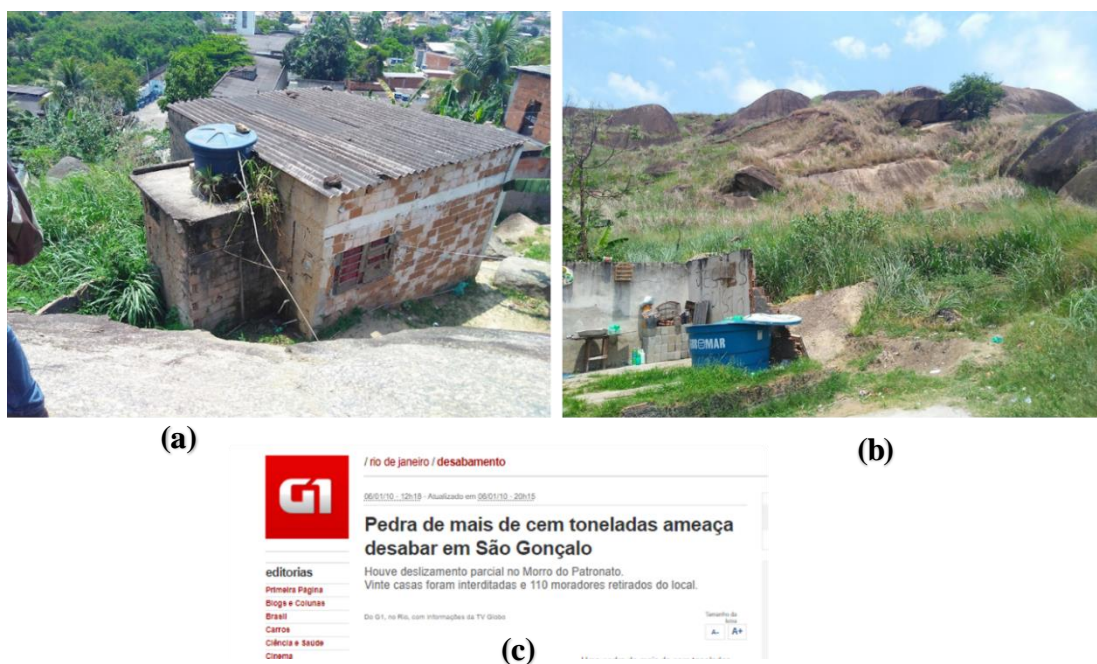 (a)
(b)
G1
/ rio de janeiro / desabamento
06/01/10 - 12h18 - Atualizado em 06/01/10 - 20h15
Pedra de mais de cem toneladas ameaça
desabar em São Gonçalo
Houve deslizamento parcial no Morro do Patronato.
Vinte casas foram interditadas e 110 moradores retirados do local.
editorias
Primeira Página
Blogs e Colunas
Brasil
Carros
Ciência e Saúde
Cinema
Do G1, no Rio, com informações da TV Globo
Tamanho da
letra
A-
A+
(c)